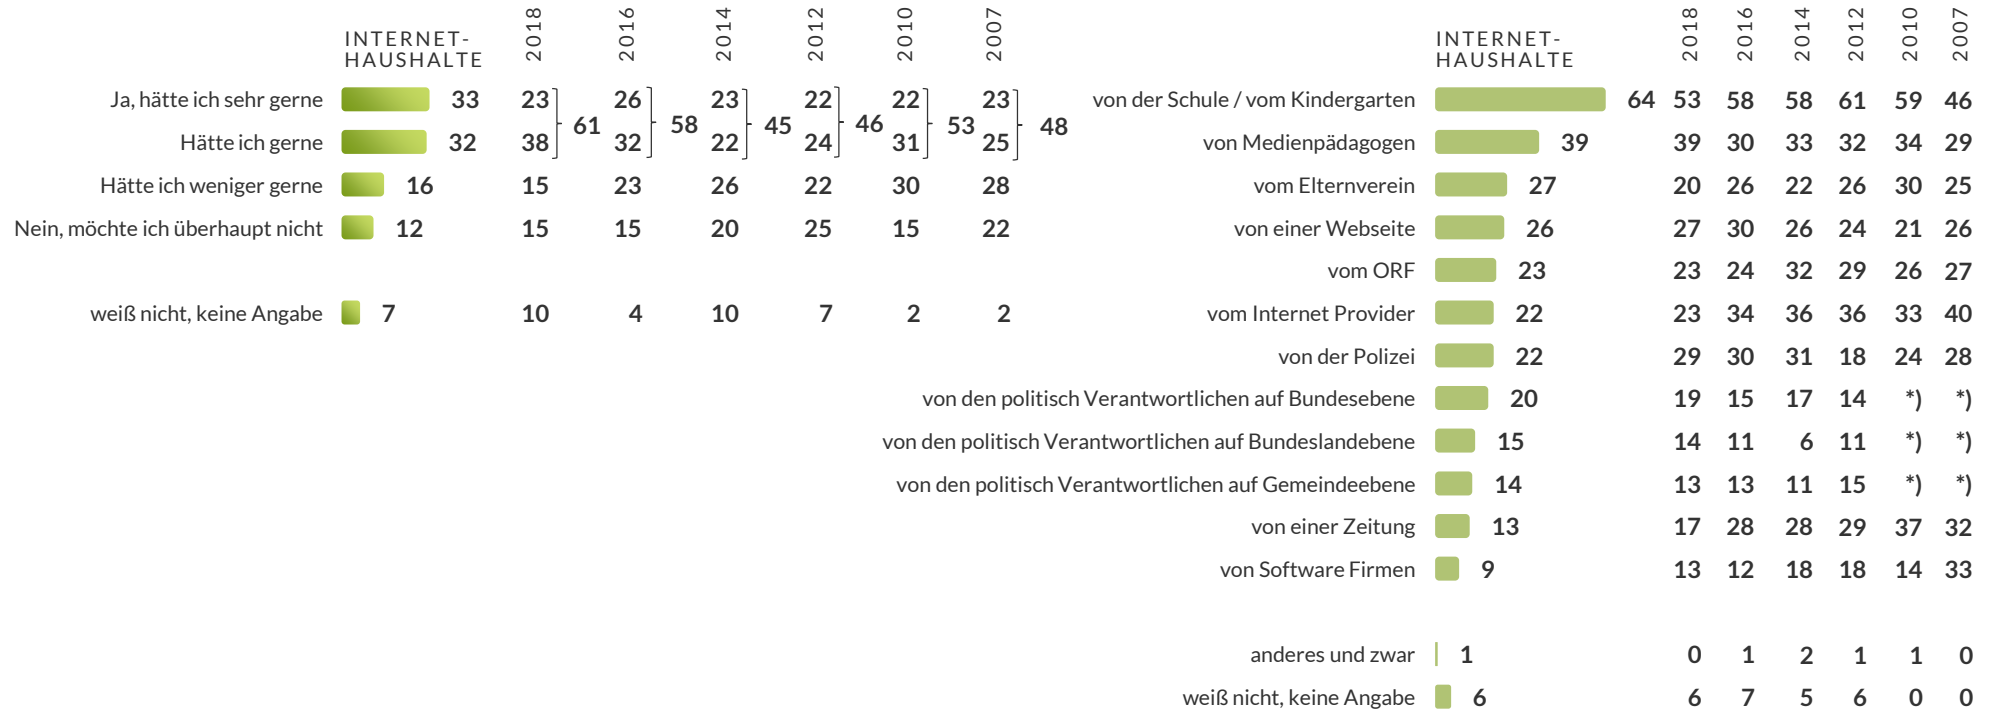 INTERNET-
HAUSHALTE 2018 2016 2014 2012 2010 2007
Ja, hätte ich sehr gerne 33 23 26 23 22 22 23
61 58 45 46 53 48
Hätte ich gerne 32 38 32 22 24 31 25
Hätte ich weniger gerne 16 15 23 26 22 30 28
Nein, möchte ich überhaupt nicht 12 15 15 20 25 15 22
weiß nicht, keine Angabe 7 10 4 10 7 2 2
INTERNET-
HAUSHALTE 2018 2016 2014 2012 2010 2007
von der Schule / vom Kindergarten 64 53 58 58 61 59 46
von Medienpädagogen 39 39 30 33 32 34 29
vom Elternverein 27 20 26 22 26 30 25
von einer Webseite 26 27 30 26 24 21 26
vom ORF 23 23 24 32 29 26 27
vom Internet Provider 22 23 34 36 36 33 40
von der Polizei 22 29 30 31 18 24 28
von den politisch Verantwortlichen auf Bundesebene 20 19 15 17 14 *) *)
von den politisch Verantwortlichen auf Bundeslandebene 15 14 11 6 11 *) *)
von den politisch Verantwortlichen auf Gemeindeebene 14 13 13 11 15 *) *)
von einer Zeitung 13 17 28 28 29 37 32
von Software Firmen 9 13 12 18 18 14 33
anderes und zwar 1 0 1 2 1 1 0
weiß nicht, keine Angabe 6 6 7 5 6 0 0